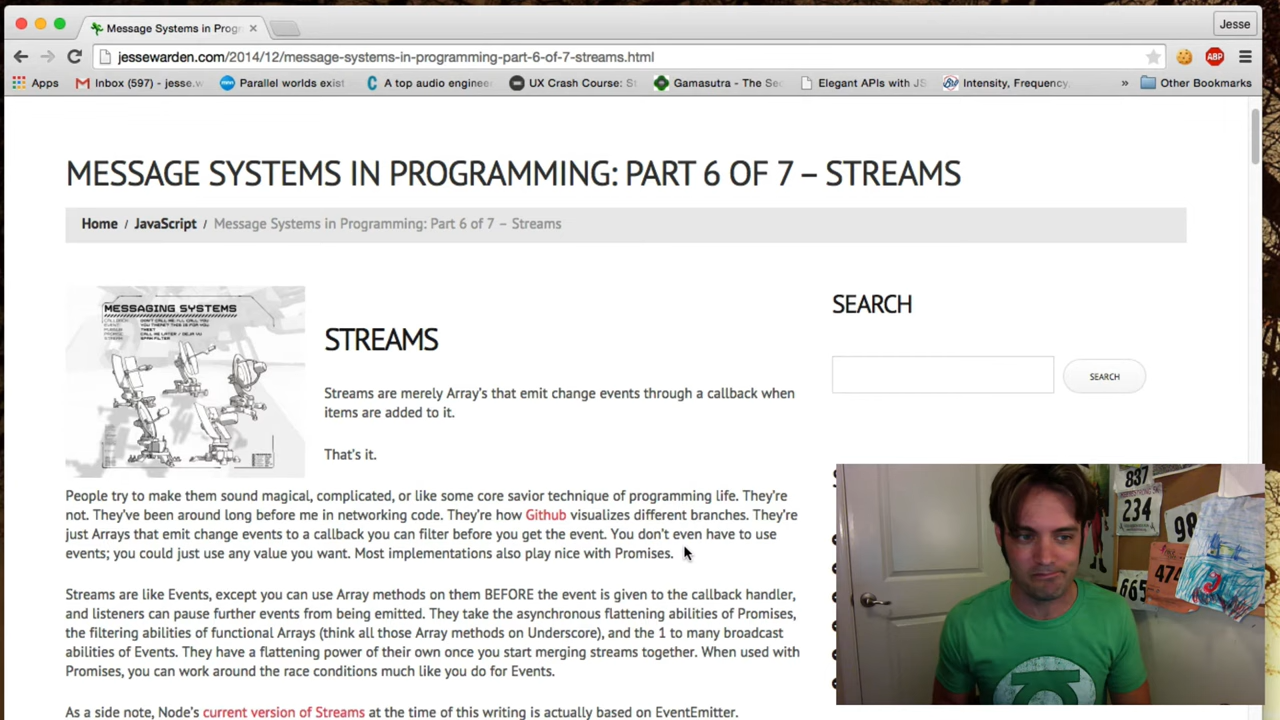 Message Systems in Prog
Jesse
jessewarden.com/2014/12/message-systems-in-programming-part-6-of-7-streams.html
ABP
Apps
Inbox (597) - jesse.w
Parallel worlds exist
A top audio enginee
UX Crash Course: St
Gamasutra - The Sec
Elegant APIs with JS
Intensity, Frequency,
» Other Bookmarks
MESSAGE SYSTEMS IN PROGRAMMING: PART 6 OF 7 – STREAMS
Home / JavaScript / Message Systems in Programming: Part 6 of 7 – Streams
MESSAGING SYSTEMS
SEARCH
STREAMS
SEARCH
Streams are merely Array's that emit change events through a callback when
items are added to it.
That's it.
People try to make them sound magical, complicated, or like some core savior technique of programming life. They're
not. They've been around long before me in networking code. They're how Github visualizes different branches. They're
just Arrays that emit change events to a callback you can filter before you get the event. You don't even have to use
events; you could just use any value you want. Most implementations also play nice with Promises.
Streams are like Events, except you can use Array methods on them BEFORE the event is given to the callback handler,
and listeners can pause further events from being emitted. They take the asynchronous flattening abilities of Promises,
the filtering abilities of functional Arrays (think all those Array methods on Underscore), and the 1 to many broadcast
abilities of Events. They have a flattening power of their own once you start merging streams together. When used with
Promises, you can work around the race conditions much like you do for Events.
As a side note, Node's current version of Streams at the time of this writing is actually based on EventEmitter.
837
234
98
474
665